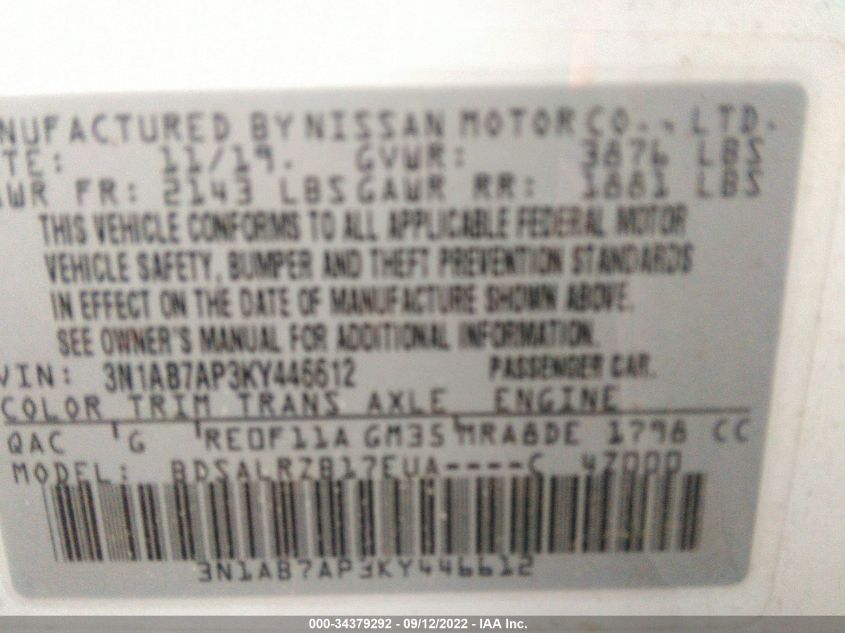 NUFACTURED BY NISSAN MOTOR CO., LTD.
TE: 11/19. GVWR: 3876 LBS
WR FR: 2143 LBS GAWR RR: 1881 LBS
THIS VEHICLE CONFORMS TO ALL APPLICABLE FEDERAL MOTOR
VEHICLE SAFETY, BUMPER AND THEFT PREVENTION STANDARDS
IN EFFECT ON THE DATE OF MANUFACTURE SHOWN ABOVE.
SEE OWNER'S MANUAL FOR ADDITIONAL INFORMATION.
VIN: 3N1AB7AP3KY446612 PASSENGER CAR.
COLOR TRIM TRANS AXLE ENGINE
QAC G RE0F11A GM35 MRA8DE 1798 CC
MODEL: BDSALRZB17EUA----C 4Z000
3N1AB7AP3KY446612
000-34379292 - 09/12/2022 - IAA Inc.